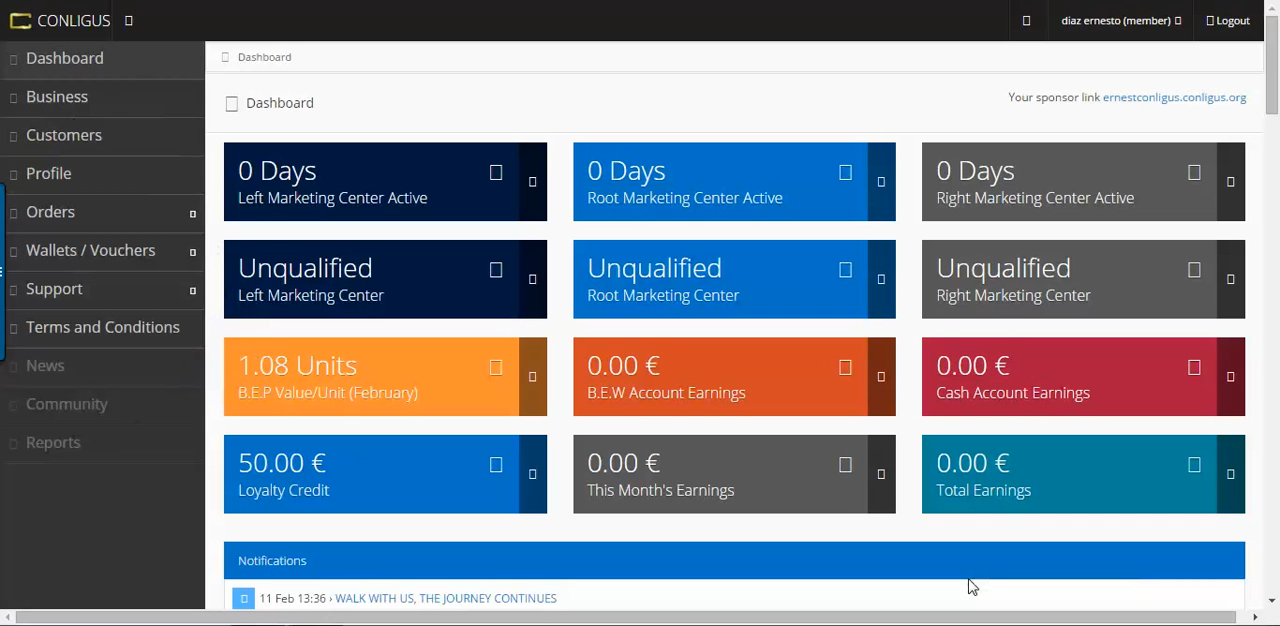 CONLIGUS
diaz ernesto (member)
Logout
Dashboard
Business
Customers
Profile
Orders
Wallets / Vouchers
Support
Terms and Conditions
News
Community
Reports
Dashboard
Dashboard
Your sponsor link ernestconligus.conligus.org
0 Days
Left Marketing Center Active
0 Days
Root Marketing Center Active
0 Days
Right Marketing Center Active
Unqualified
Left Marketing Center
Unqualified
Root Marketing Center
Unqualified
Right Marketing Center
1.08 Units
B.E.P Value/Unit (February)
0.00 €
B.E.W Account Earnings
0.00 €
Cash Account Earnings
50.00 €
Loyalty Credit
0.00 €
This Month's Earnings
0.00 €
Total Earnings
Notifications
11 Feb 13:36 › WALK WITH US, THE JOURNEY CONTINUES